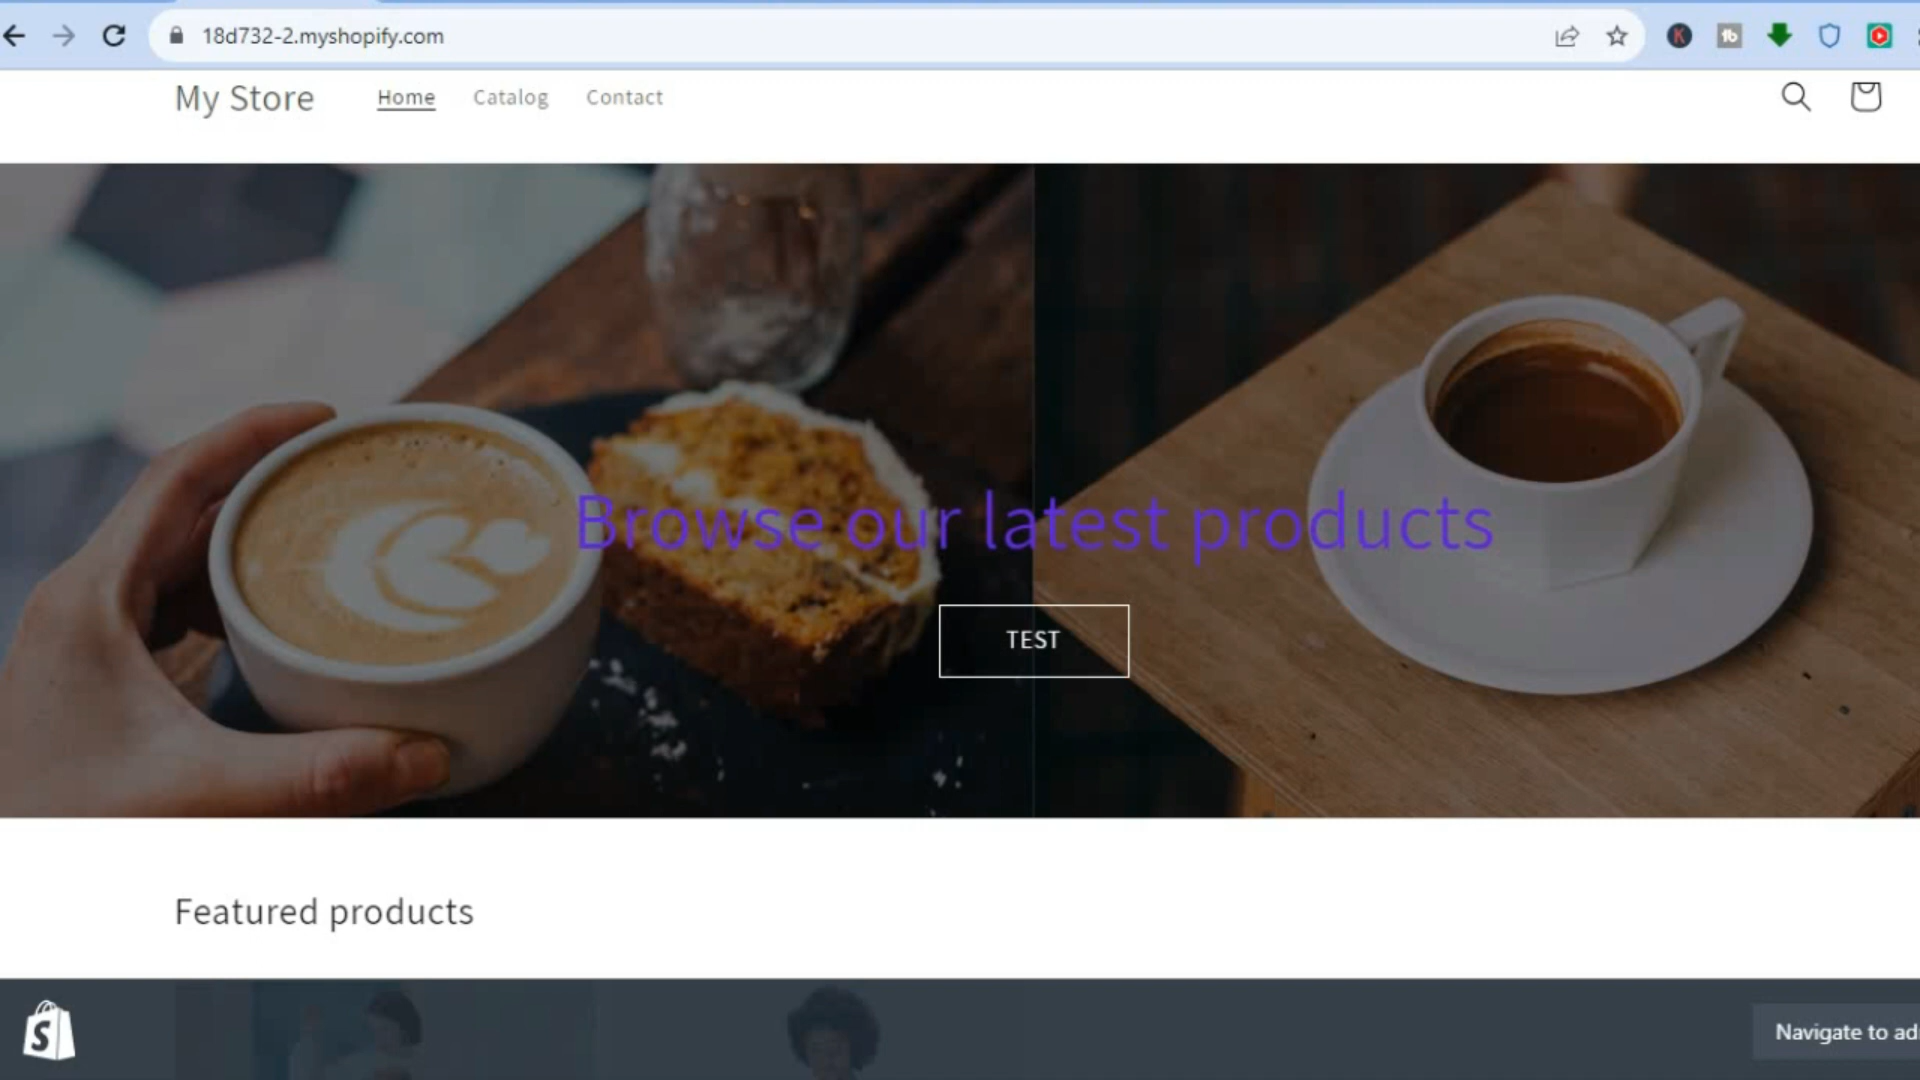 18d732-2.myshopify.com
My Store
Home Catalog Contact
Browse our latest products
TEST
Featured products
Navigate to ad